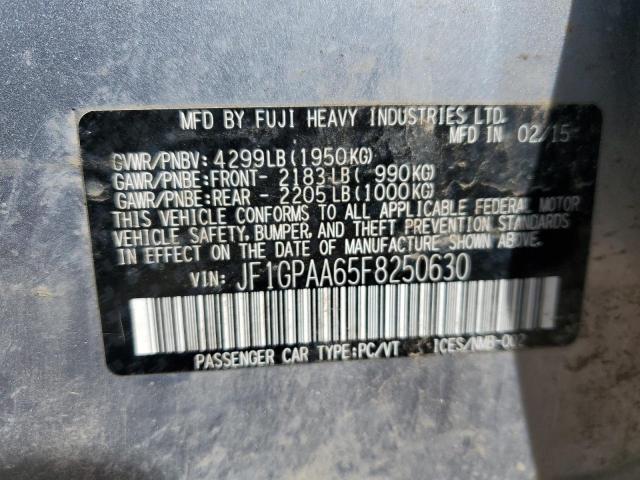 MFD BY FUJI HEAVY INDUSTRIES LTD.
MFD IN 02/15
GVWR/PNBV: 4299LB(1950KG)
GAWR/PNBE:FRONT- 2183LB( 990KG)
GAWR/PNBE:REAR - 2205LB(1000KG)
THIS VEHICLE CONFORMS TO ALL APPLICABLE FEDERAL MOTOR
VEHICLE SAFETY, BUMPER, AND THEFT PREVENTION STANDARDS
IN EFFECT ON THE DATE OF MANUFACTURE SHOWN ABOVE.
VIN: JF1GPAA65F8250630
PASSENGER CAR TYPE:PC/VT ICES/NMB-002